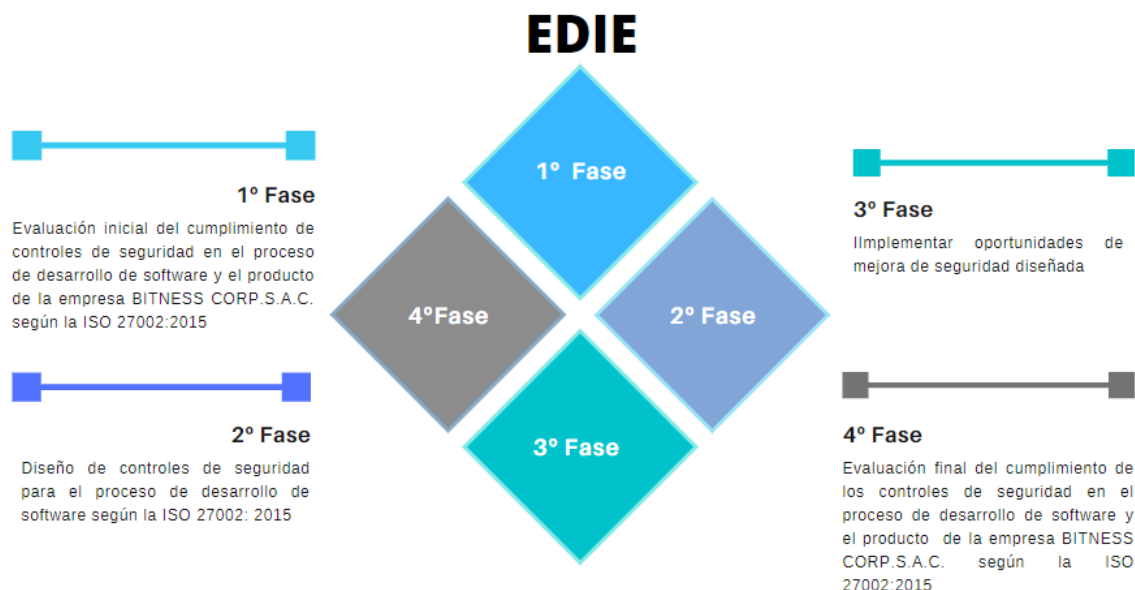 EDIE
1º Fase
4ºFase
2º Fase
3º Fase
1º Fase
Evaluación inicial del cumplimiento de
controles de seguridad en el proceso
de desarrollo de software y el producto
de la empresa BITNESS CORP.S.A.C.
según la ISO 27002:2015
2º Fase
Diseño de controles de seguridad
para el proceso de desarrollo de
software según la ISO 27002: 2015
3º Fase
IImplementar oportunidades de
mejora de seguridad diseñada
4º Fase
Evaluación final del cumplimiento de
los controles de seguridad en el
proceso de desarrollo de software y
el producto de la empresa BITNESS
CORP.S.A.C. según la ISO
27002:2015